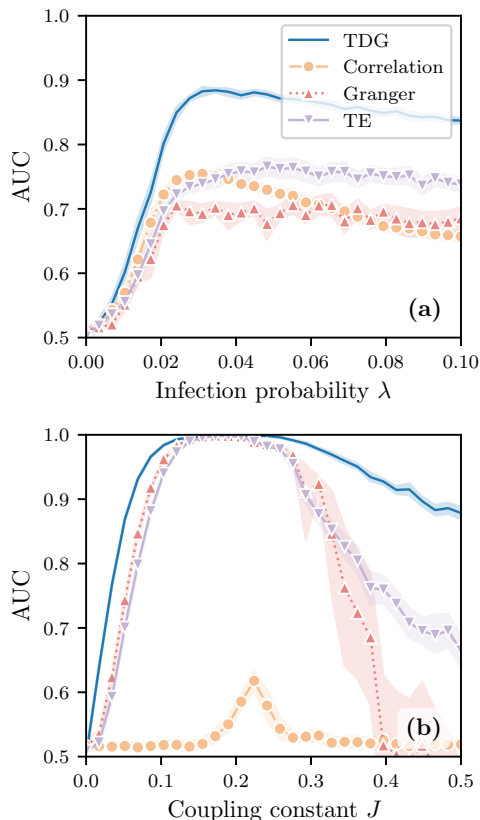 1.0
0.9
0.8
0.7
0.6
0.5
AUC
TDG
Correlation
Granger
TE
(a)
0.00 0.02 0.04 0.06 0.08 0.10
Infection probability λ
1.0
0.9
0.8
0.7
0.6
0.5
AUC
(b)
0.0 0.1 0.2 0.3 0.4 0.5
Coupling constant J